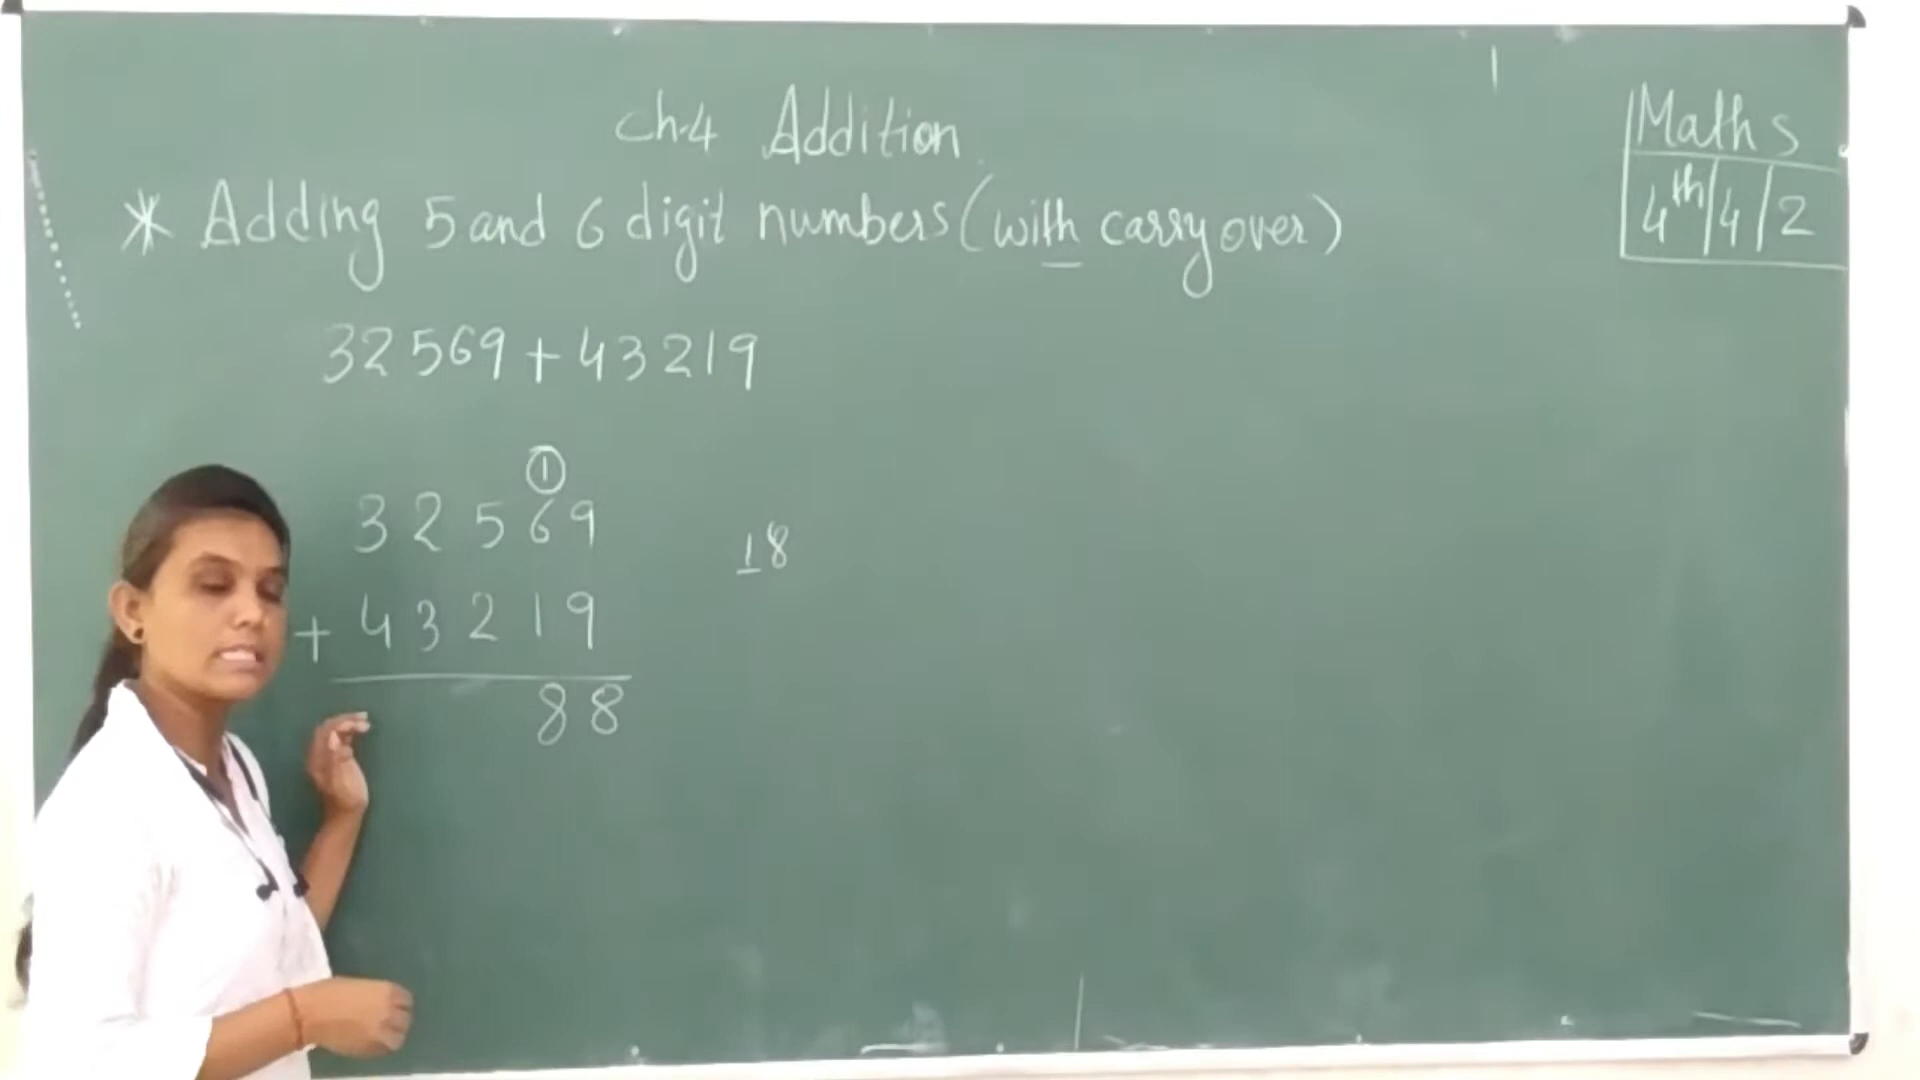 Ch-4 Addition
Maths
4th/4/2
* Adding 5 and 6 digit numbers (with carry over)
32569+43219
1
32569
18
+ 43219
88